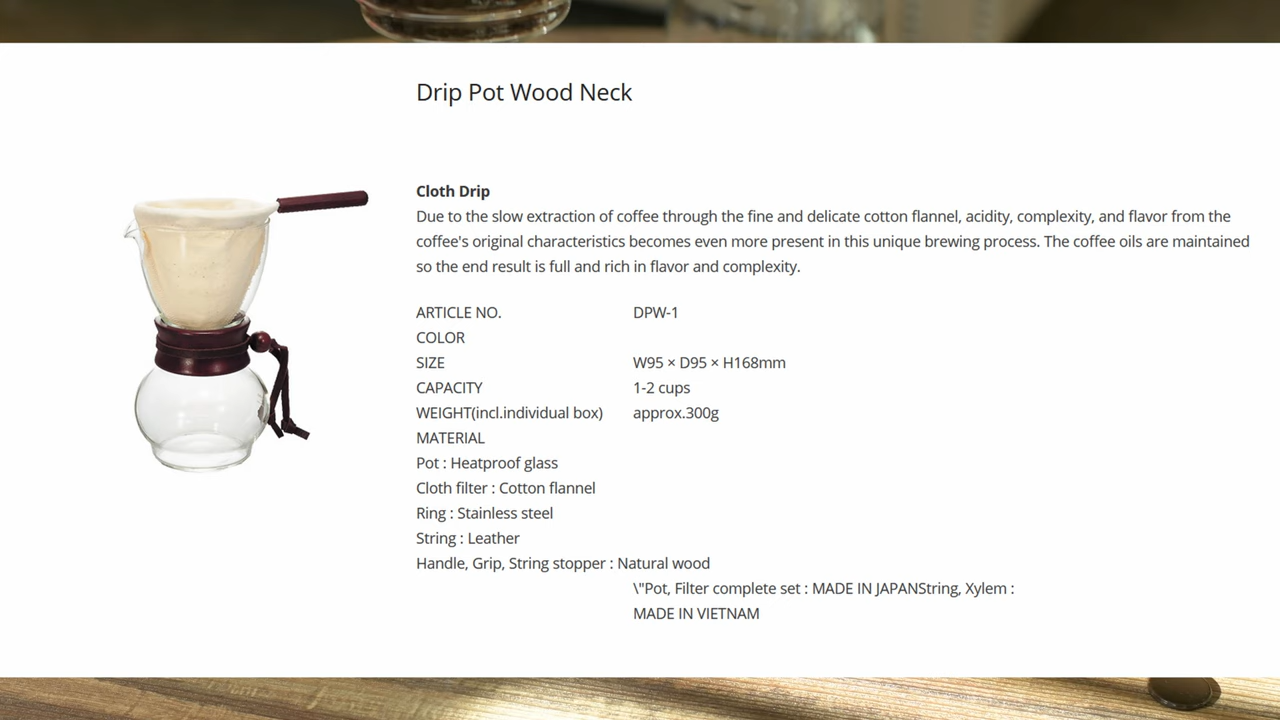 Drip Pot Wood Neck
Cloth Drip
Due to the slow extraction of coffee through the fine and delicate cotton flannel, acidity, complexity, and flavor from the
coffee's original characteristics becomes even more present in this unique brewing process. The coffee oils are maintained
so the end result is full and rich in flavor and complexity.
ARTICLE NO. DPW-1
COLOR
SIZE W95 × D95 × H168mm
CAPACITY 1-2 cups
WEIGHT(incl.individual box) approx.300g
MATERIAL
Pot : Heatproof glass
Cloth filter : Cotton flannel
Ring : Stainless steel
String : Leather
Handle, Grip, String stopper : Natural wood
\"Pot, Filter complete set : MADE IN JAPANString, Xylem :
MADE IN VIETNAM